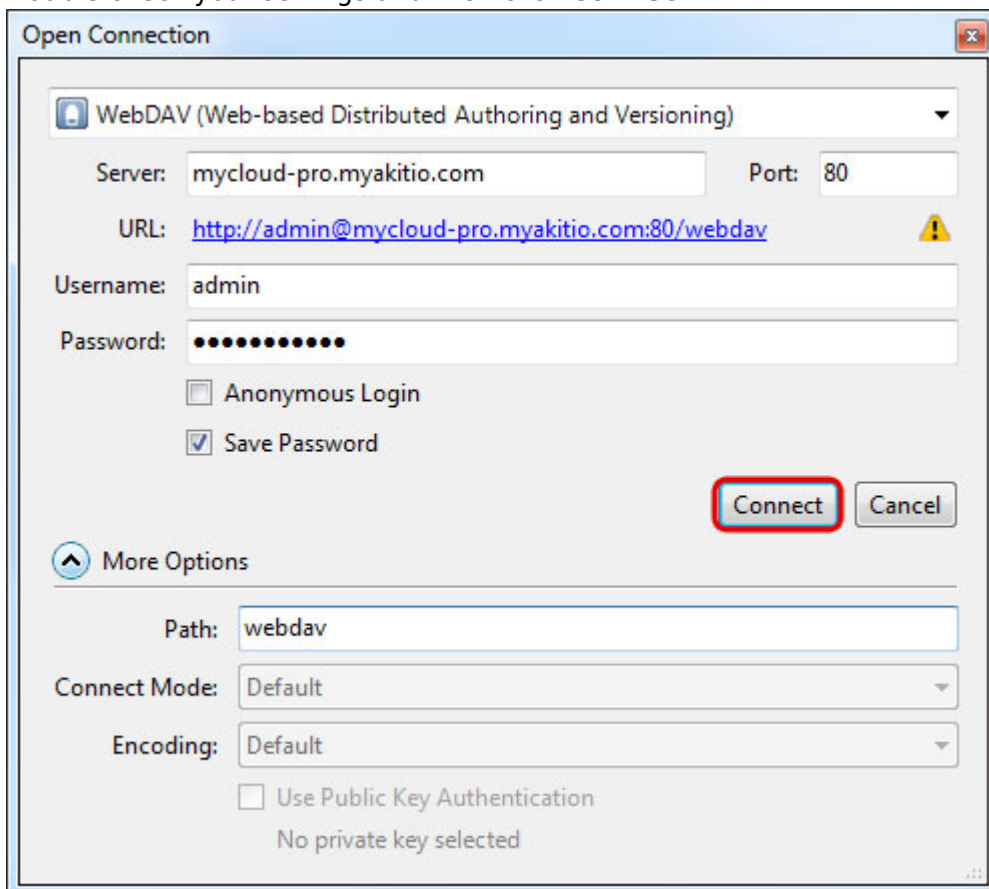 Open Connection
WebDAV (Web-based Distributed Authoring and Versioning)
Server: mycloud-pro.myakitio.com Port: 80
URL: http://admin@mycloud-pro.myakitio.com:80/webdav
Username: admin
Password: •••••••••••
Anonymous Login
Save Password
Connect Cancel
More Options
Path: webdav
Connect Mode: Default
Encoding: Default
Use Public Key Authentication
No private key selected